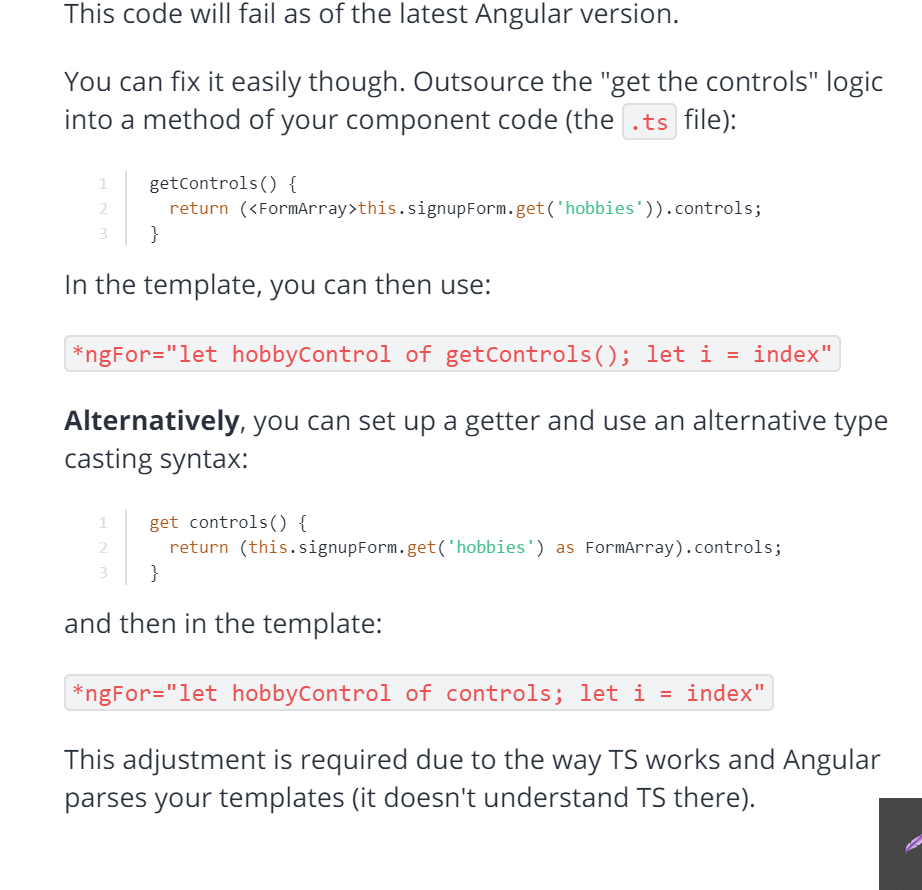 This code will fail as of the latest Angular version.
You can fix it easily though. Outsource the "get the controls" logic
into a method of your component code (the .ts file):
1 getControls() {
2 return (<FormArray>this.signupForm.get('hobbies')).controls;
3 }
In the template, you can then use:
*ngFor="let hobbyControl of getControls(); let i = index"
Alternatively, you can set up a getter and use an alternative type
casting syntax:
1 get controls() {
2 return (this.signupForm.get('hobbies') as FormArray).controls;
3 }
and then in the template:
*ngFor="let hobbyControl of controls; let i = index"
This adjustment is required due to the way TS works and Angular
parses your templates (it doesn't understand TS there).